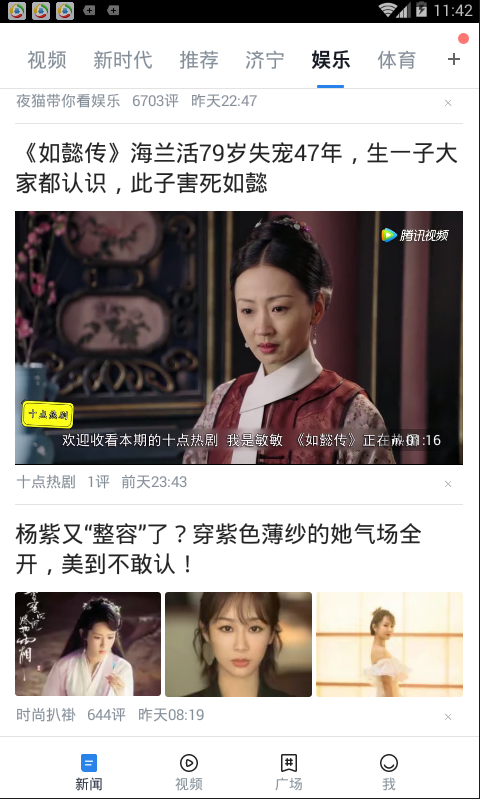 11:42
视频 新时代 推荐 济宁 娱乐 体育 +
夜猫带你看娱乐 6703评 昨天22:47 ×
《如懿传》海兰活79岁失宠47年，生一子大
家都认识，此子害死如懿
腾讯视频
十点热剧
欢迎收看本期的十点热剧 我是敏敏 《如懿传》正在热
01:16
十点热剧 1评 前天23:43 ×
杨紫又“整容”了？穿紫色薄纱的她气场全
开，美到不敢认！
时尚扒褂 644评 昨天08:19 ×
新闻 视频 广场 我